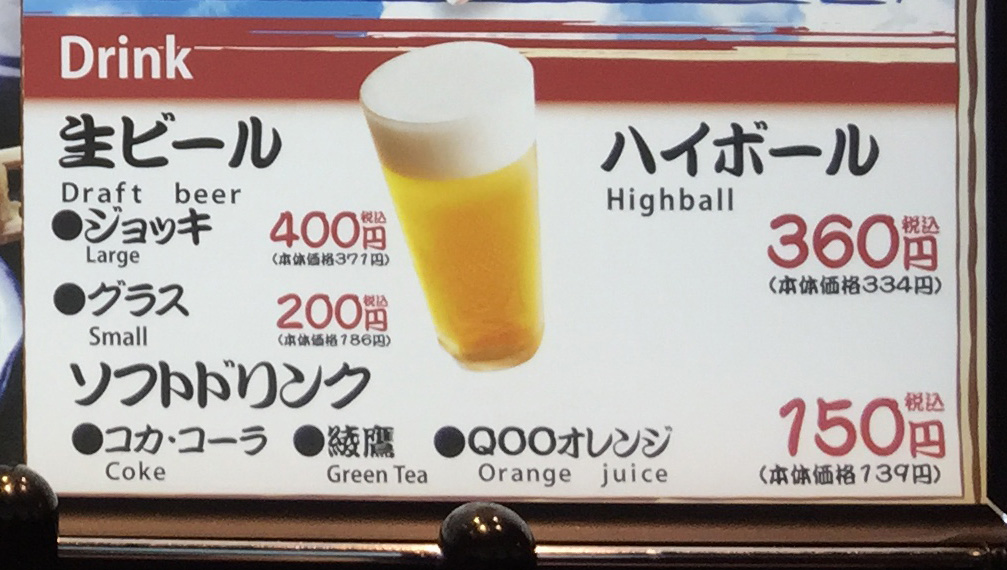 Drink
生ビール
Draft beer
●ジョッキ 400円税込
Large (本体価格371円)
●グラス 200円税込
Small (本体価格186円)
ハイボール
Highball
360円税込
(本体価格334円)
ソフトドリンク
●コカ・コーラ ●綾鷹 ●QOOオレンジ 150円税込
Coke Green Tea Orange juice (本体価格139円)